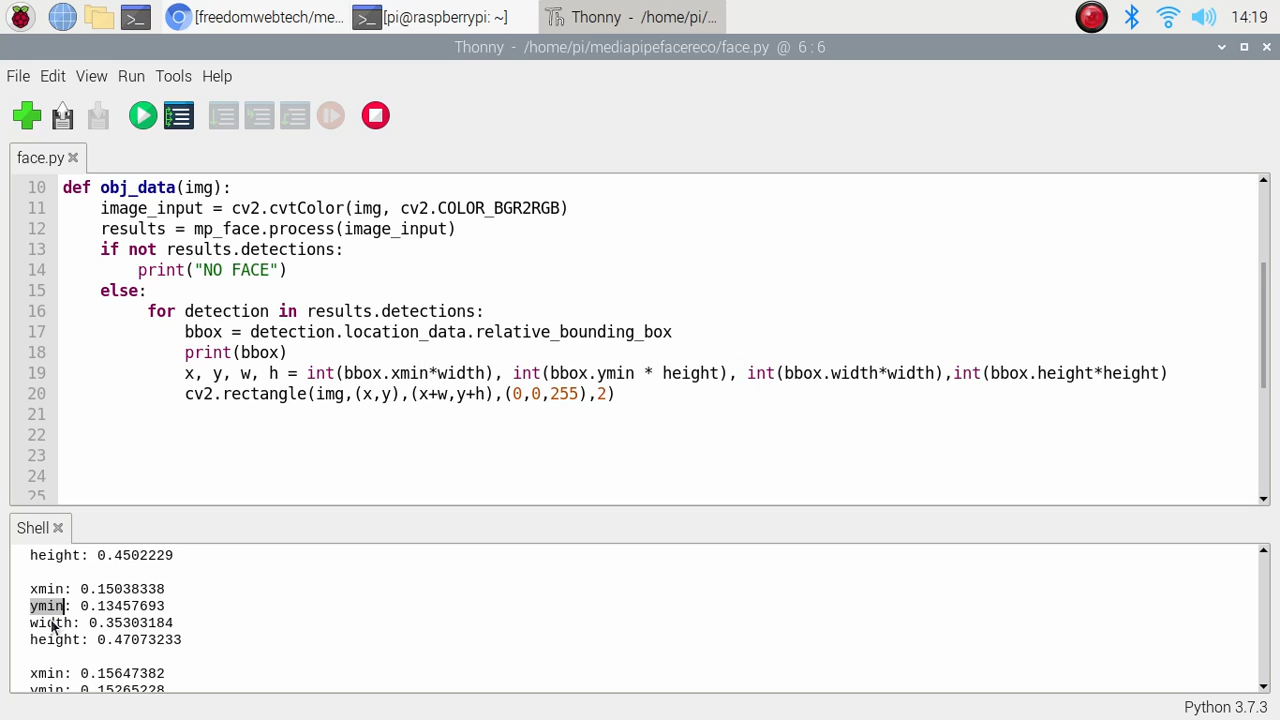 [freedomwebtech/me... [pi@raspberrypi: ~] Thonny - /home/pi/... 14:19
Thonny - /home/pi/mediapipefacereco/face.py @ 6 : 6
File Edit View Run Tools Help
face.py
10 def obj_data(img):
11 image_input = cv2.cvtColor(img, cv2.COLOR_BGR2RGB)
12 results = mp_face.process(image_input)
13 if not results.detections:
14 print("NO FACE")
15 else:
16 for detection in results.detections:
17 bbox = detection.location_data.relative_bounding_box
18 print(bbox)
19 x, y, w, h = int(bbox.xmin*width), int(bbox.ymin * height), int(bbox.width*width),int(bbox.height*height)
20 cv2.rectangle(img,(x,y),(x+w,y+h),(0,0,255),2)
21
22
23
24
25
Shell
height: 0.4502229
xmin: 0.15038338
ymin: 0.13457693
width: 0.35303184
height: 0.47073233
xmin: 0.15647382
ymin: 0.15265228
Python 3.7.3